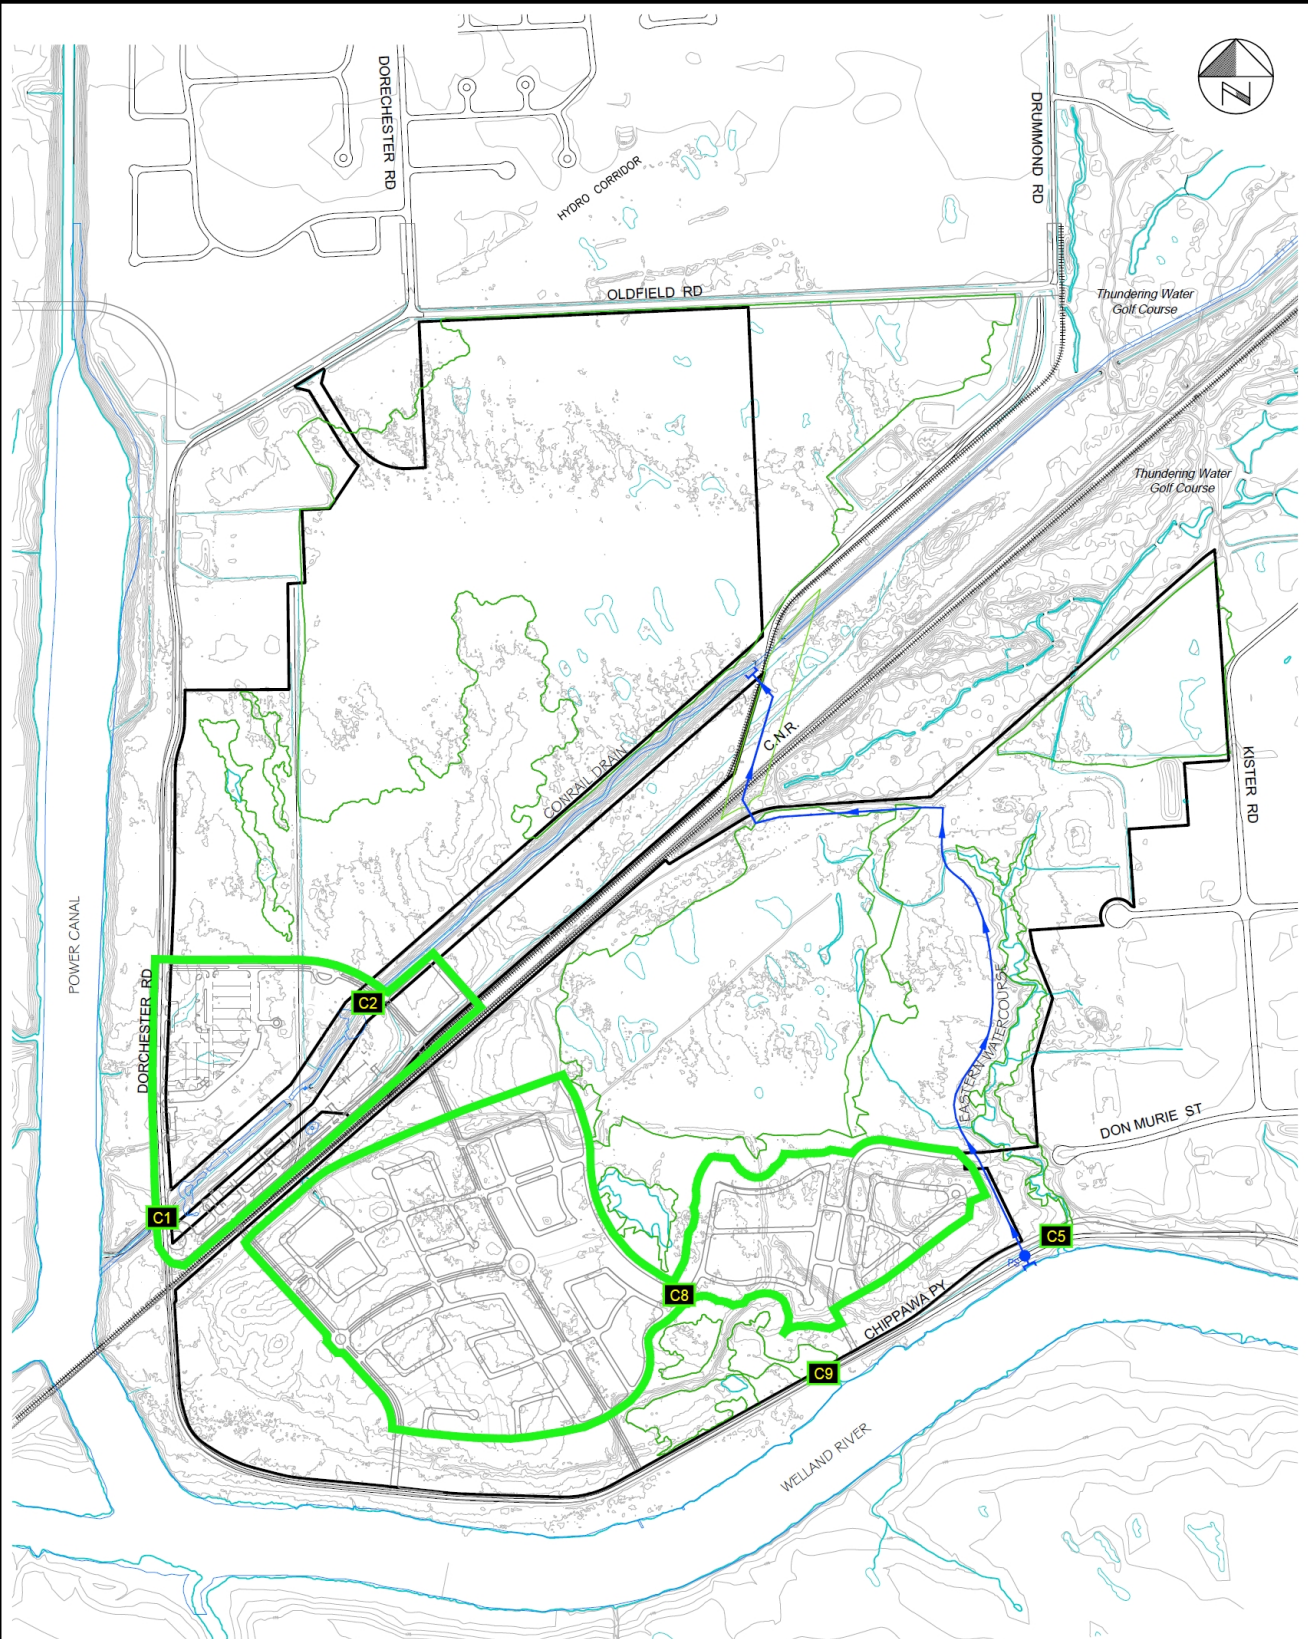 DORECHESTER RD
DRUMMOND RD
N
HYDRO CORRIDOR
OLDFIELD RD
Thundering Water
Golf Course
Thundering Water
Golf Course
C.N.R.
CONRAIL DRAIN
KISTER RD
POWER CANAL
DORCHESTER RD
C2
EASTERN WATERCOURSE
DON MURIE ST
C1
C5
PS
C8
CHIPPAWA PY
C9
WELLAND RIVER